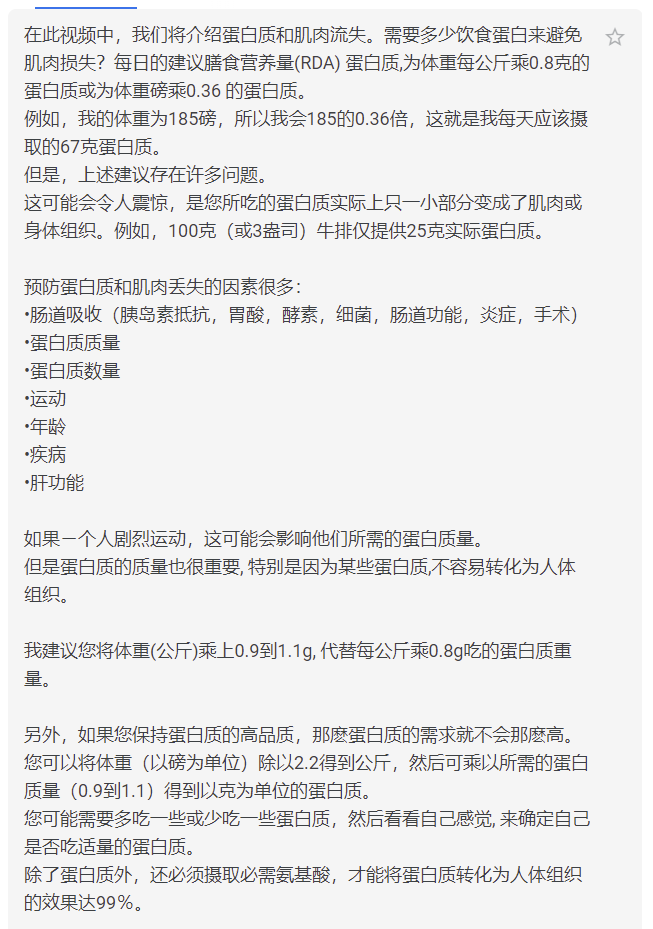 在此视频中，我们将介绍蛋白质和肌肉流失。需要多少饮食蛋白来避免
肌肉损失？每日的建议膳食营养量(RDA) 蛋白质,为体重每公斤乘0.8克的
蛋白质或为体重磅乘0.36 的蛋白质。
例如，我的体重为185磅，所以我会185的0.36倍，这就是我每天应该摄
取的67克蛋白质。
但是，上述建议存在许多问题。
这可能会令人震惊，是您所吃的蛋白质实际上只一小部分变成了肌肉或
身体组织。例如，100克（或3盎司）牛排仅提供25克实际蛋白质。
预防蛋白质和肌肉丢失的因素很多：
•肠道吸收（胰岛素抵抗，胃酸，酵素，细菌，肠道功能，炎症，手术）
•蛋白质质量
•蛋白质数量
•运动
•年龄
•疾病
•肝功能
如果一个人剧烈运动，这可能会影响他们所需的蛋白质量。
但是蛋白质的质量也很重要, 特别是因为某些蛋白质,不容易转化为人体
组织。
我建议您将体重(公斤)乘上0.9到1.1g, 代替每公斤乘0.8g吃的蛋白质重
量。
另外，如果您保持蛋白质的高品质，那麽蛋白质的需求就不会那麽高。
您可以将体重（以磅为单位）除以2.2得到公斤，然后可乘以所需的蛋白
质量（0.9到1.1）得到以克为单位的蛋白质。
您可能需要多吃一些或少吃一些蛋白质，然后看看自己感觉, 来确定自己
是否吃适量的蛋白质。
除了蛋白质外，还必须摄取必需氨基酸，才能将蛋白质转化为人体组织
的效果达99％。